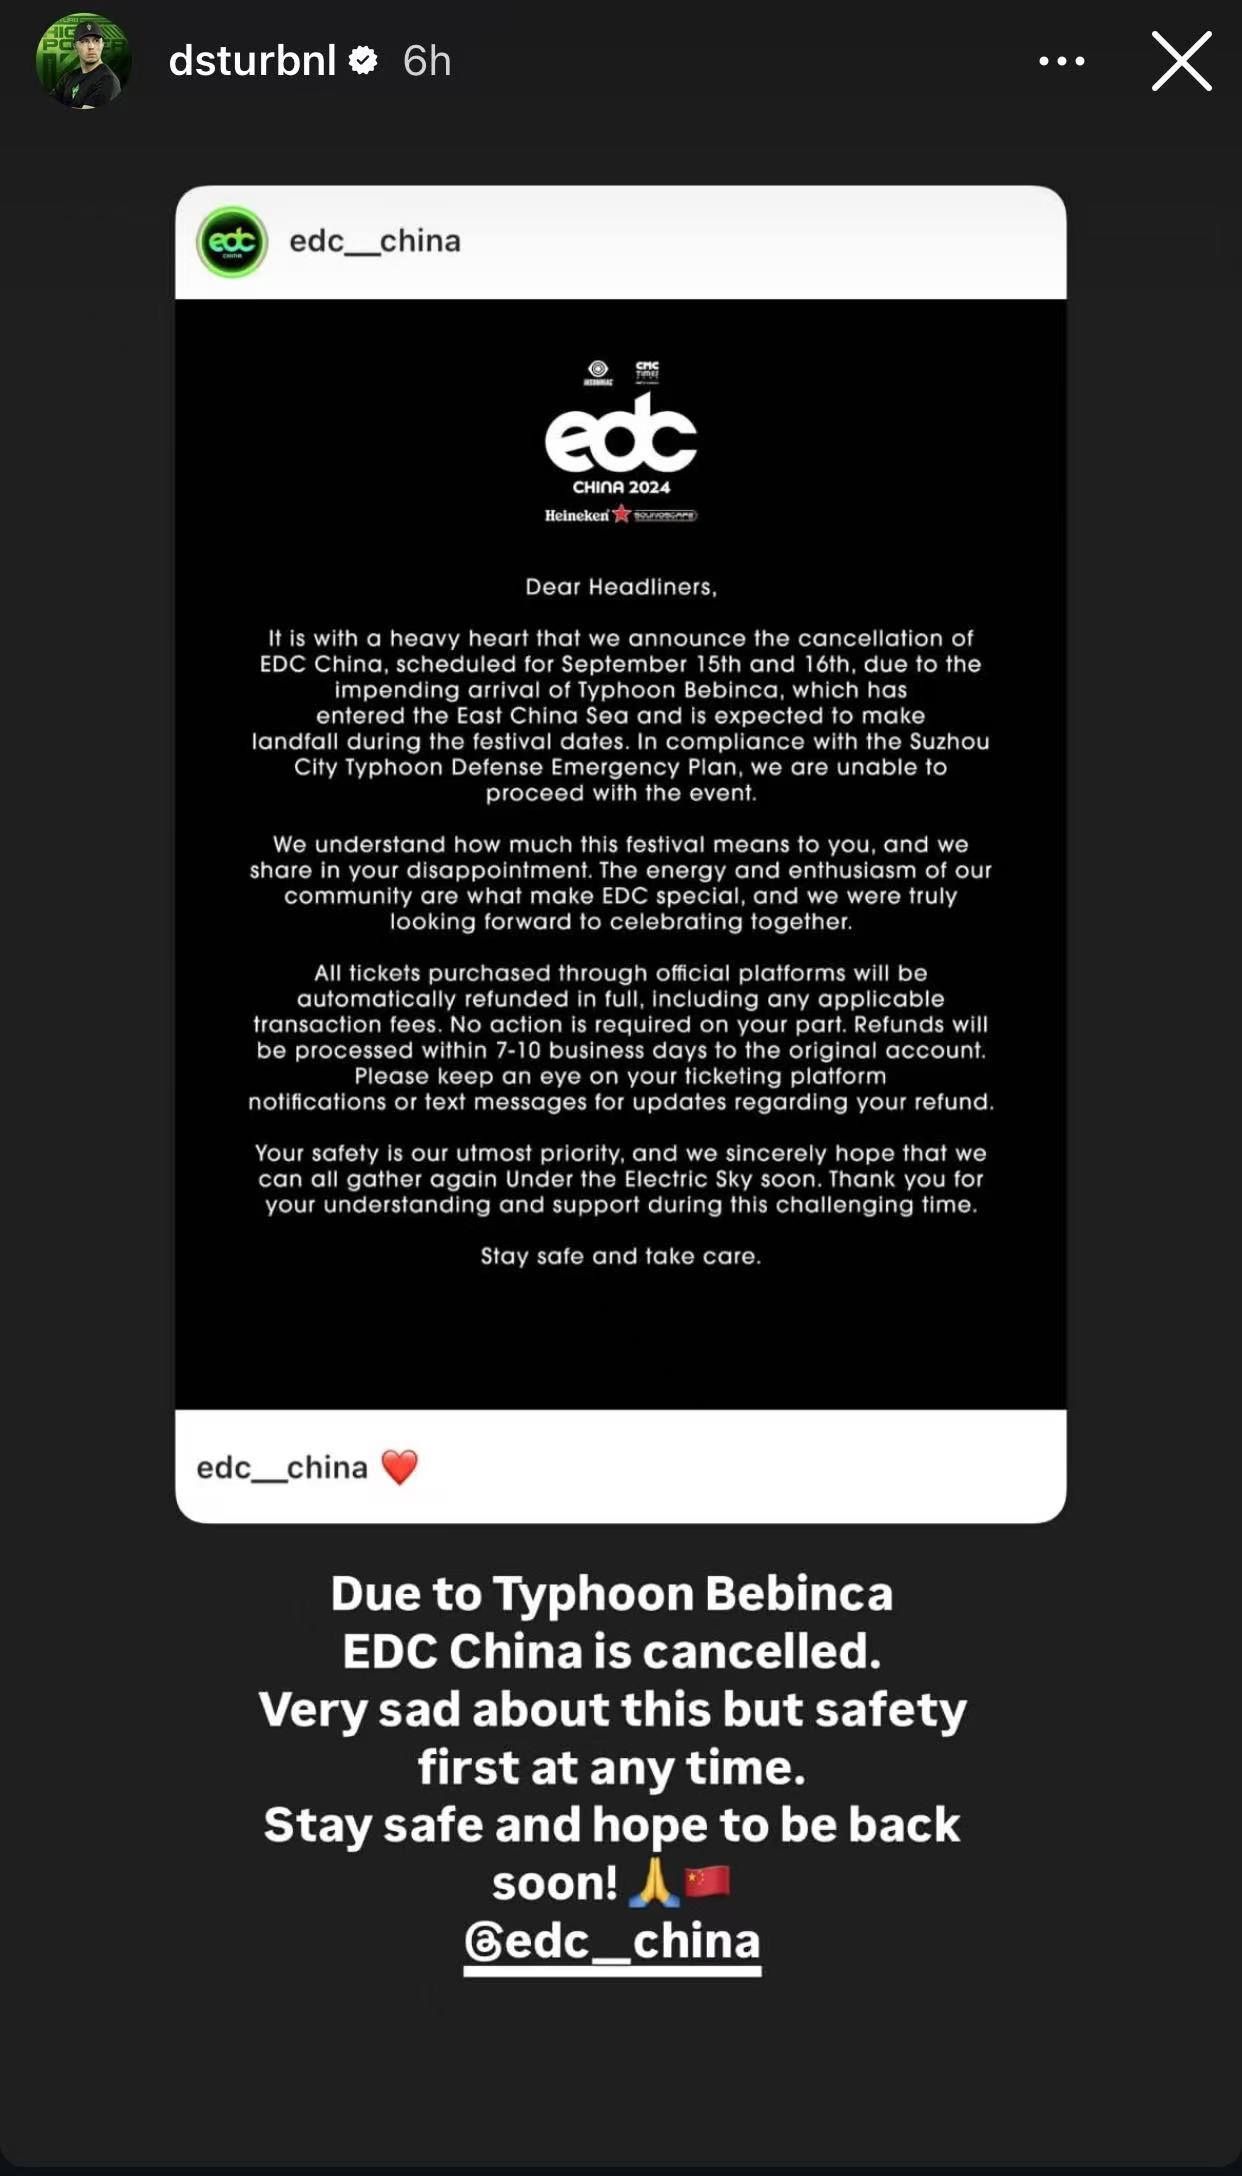 dsturbnl 6h
edc__china
edc
CHINA
INSOMNIAC
CMC
TIMES
edc
CHINA 2024
Heineken SOUNDSCAPE
Dear Headliners,
It is with a heavy heart that we announce the cancellation of
EDC China, scheduled for September 15th and 16th, due to the
impending arrival of Typhoon Bebinca, which has
entered the East China Sea and is expected to make
landfall during the festival dates. In compliance with the Suzhou
City Typhoon Defense Emergency Plan, we are unable to
proceed with the event.
We understand how much this festival means to you, and we
share in your disappointment. The energy and enthusiasm of our
community are what make EDC special, and we were truly
looking forward to celebrating together.
All tickets purchased through official platforms will be
automatically refunded in full, including any applicable
transaction fees. No action is required on your part. Refunds will
be processed within 7-10 business days to the original account.
Please keep an eye on your ticketing platform
notifications or text messages for updates regarding your refund.
Your safety is our utmost priority, and we sincerely hope that we
can all gather again Under the Electric Sky soon. Thank you for
your understanding and support during this challenging time.
Stay safe and take care.
edc__china ❤️
Due to Typhoon Bebinca
EDC China is cancelled.
Very sad about this but safety
first at any time.
Stay safe and hope to be back
soon! 🙏🇨🇳
@edc__china